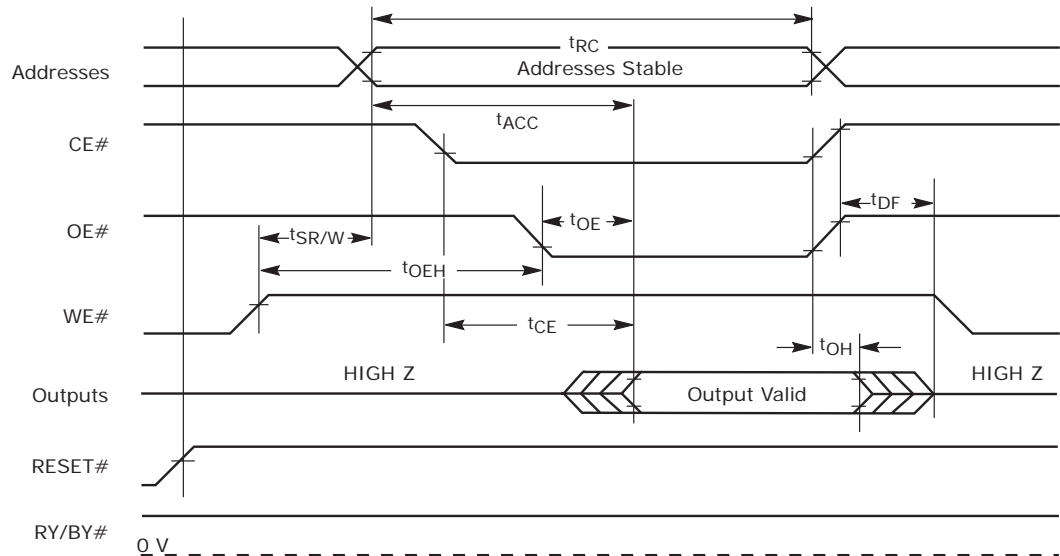 tRC
Addresses
Addresses Stable
tACC
CE#
tDF
OE#
tOE
tSR/W
tOEH
WE#
tCE
tOH
HIGH Z
HIGH Z
Outputs
Output Valid
RESET#
RY/BY#
0 V